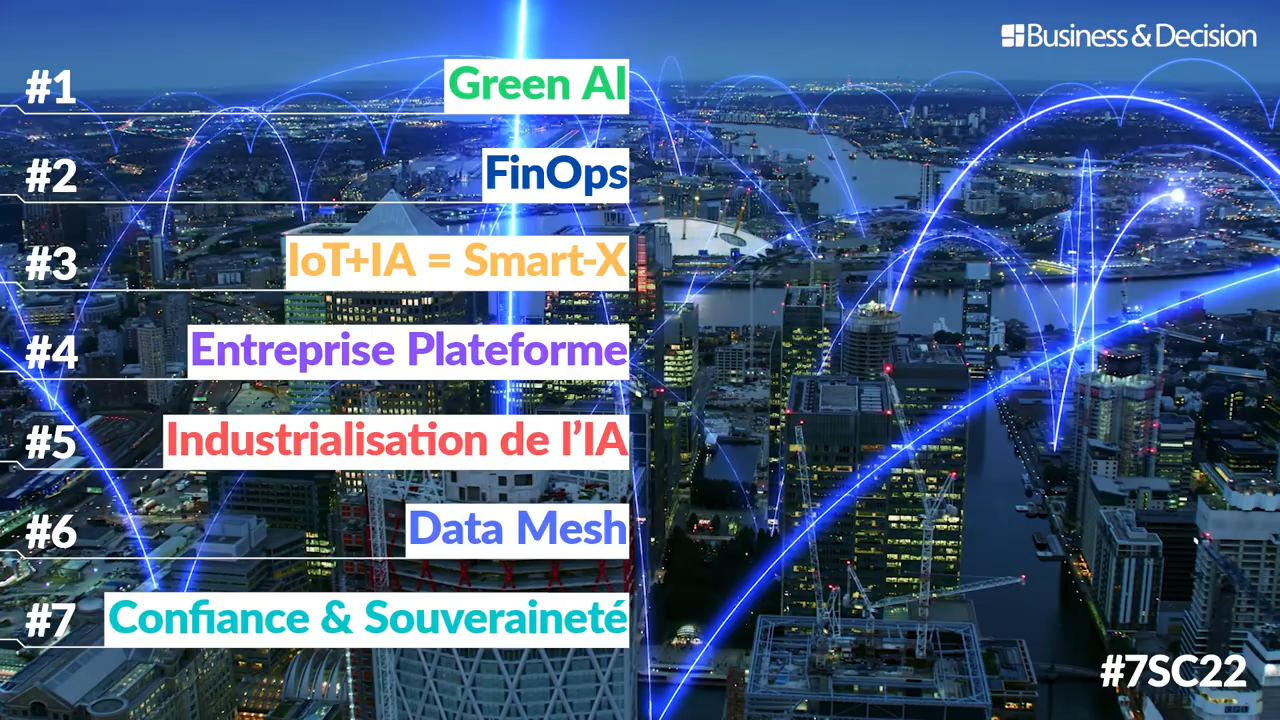 Business & Decision
#1 Green AI
#2 FinOps
#3 IoT+IA = Smart-X
#4 Entreprise Plateforme
#5 Industrialisation de l’IA
#6 Data Mesh
#7 Confiance & Souveraineté
#7SC22